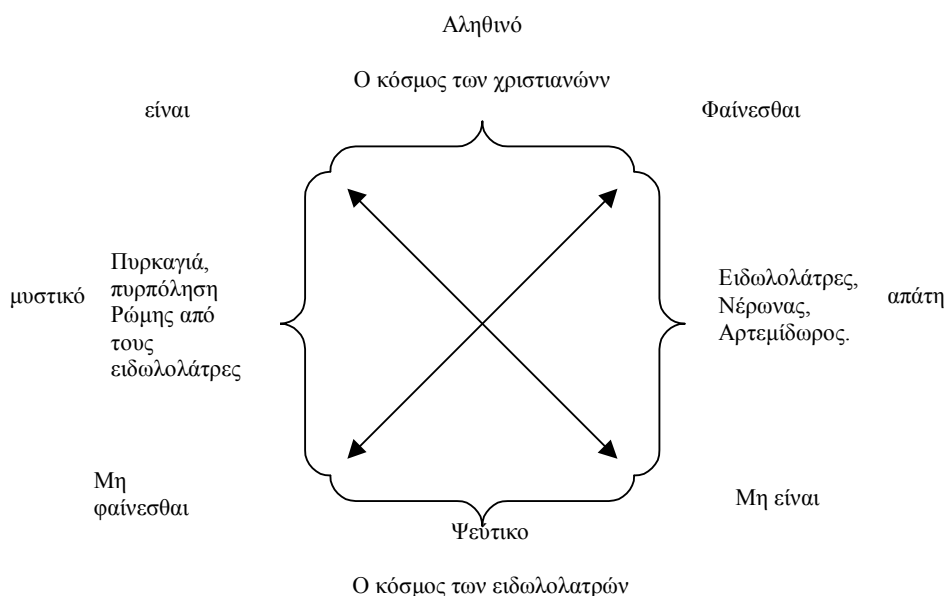 Αληθινό
Ο κόσμος των χριστιανώνν
είναι
Φαίνεσθαι
μυστικό
Πυρκαγιά,
πυρπόληση
Ρώμης από
τους
ειδωλολάτρες
Ειδωλολάτρες,
Νέρωνας,
Αρτεμίδωρος.
απάτη
Μη
φαίνεσθαι
Μη είναι
Ψεύτικο
Ο κόσμος των ειδωλολατρών